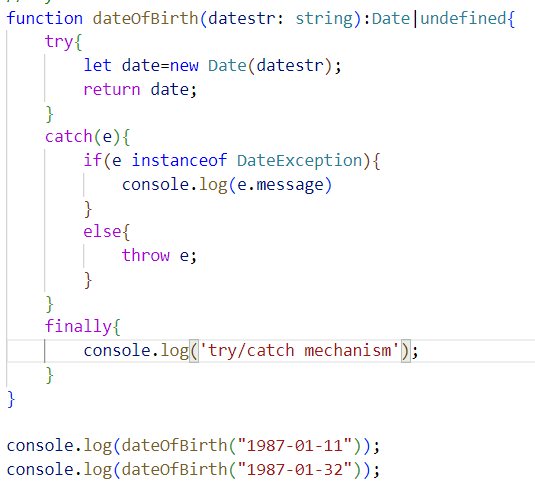 function dateOfBirth(datestr: string):Date|undefined{
try{
let date=new Date(datestr);
return date;
}
catch(e){
if(e instanceof DateException){
console.log(e.message)
}
else{
throw e;
}
}
finally{
console.log('try/catch mechanism');
}
}
console.log(dateOfBirth("1987-01-11"));
console.log(dateOfBirth("1987-01-32"));